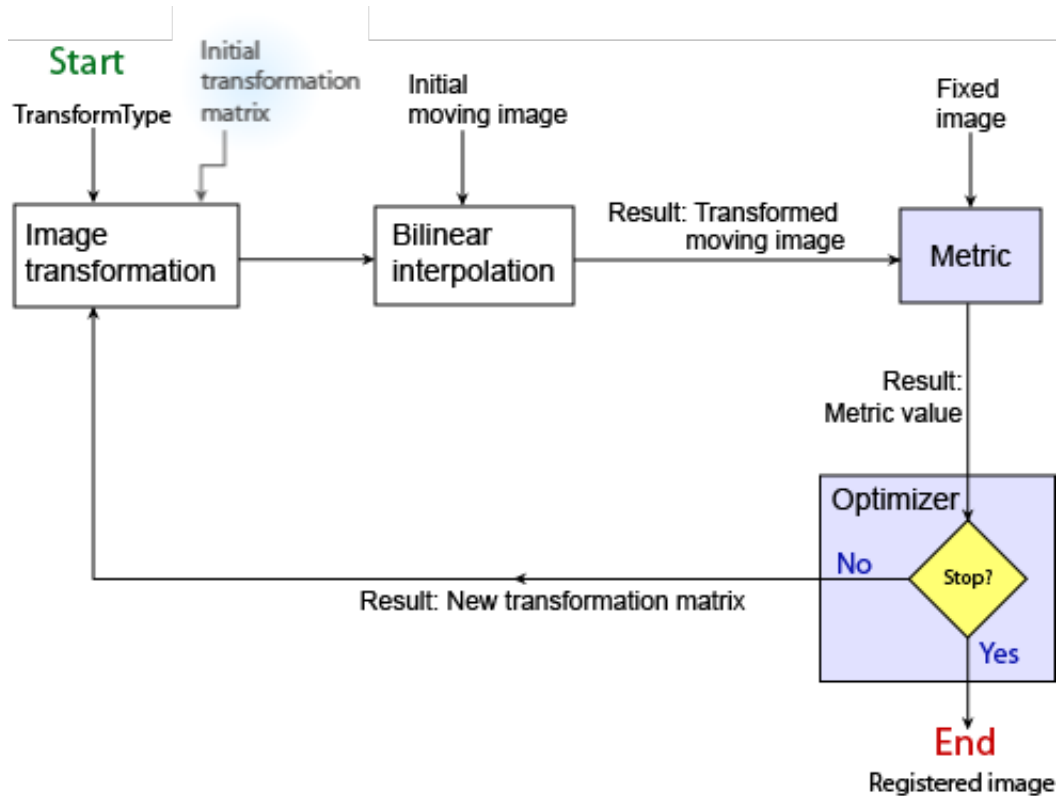 Start
TransformType
Initial
transformation
matrix
Initial
moving image
Fixed
image
Image
transformation
Bilinear
interpolation
Result: Transformed
moving image
Metric
Result:
Metric value
Optimizer
Stop?
No
Result: New transformation matrix
Yes
End
Registered image